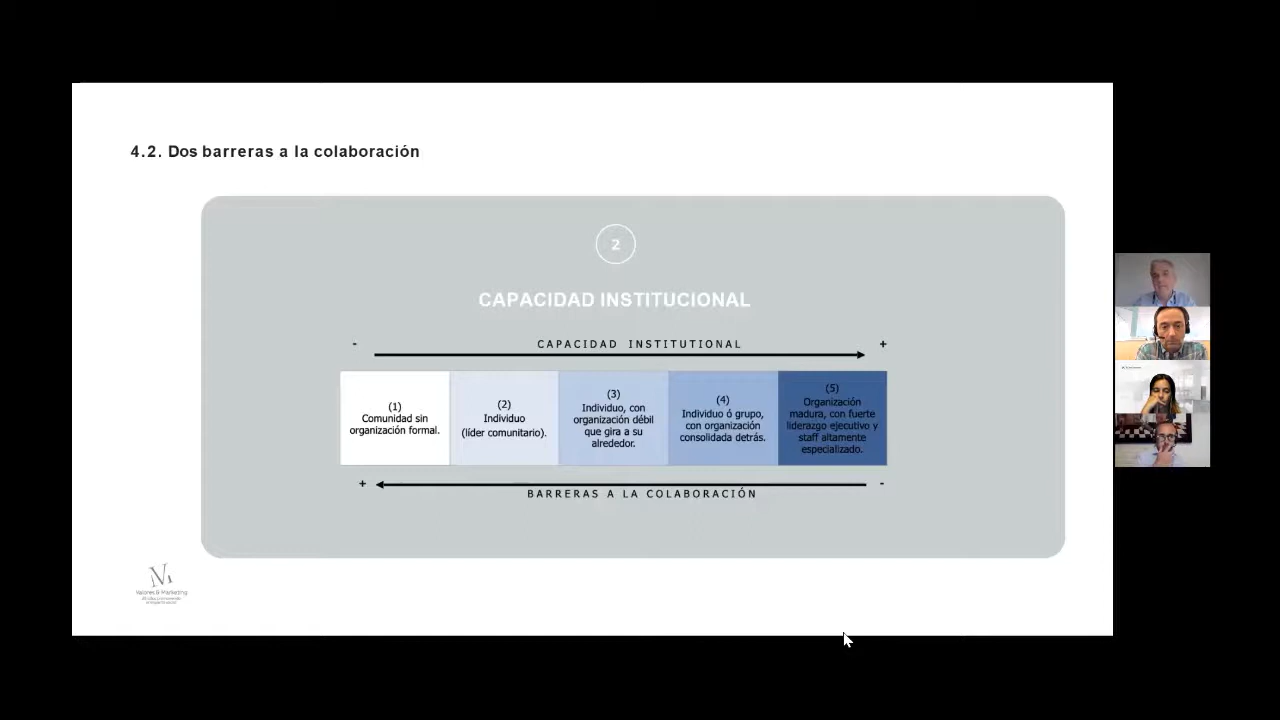 4.2. Dos barreras a la colaboración
2
CAPACIDAD INSTITUCIONAL
- CAPACIDAD INSTITUTIONAL +
(1)
Comunidad sin
organización formal.
(2)
Individuo
(líder comunitario).
(3)
Individuo, con
organización débil
que gira a su
alrededor.
(4)
Individuo ó grupo,
con organización
consolidada detrás.
(5)
Organización
madura, con fuerte
liderazgo ejecutivo y
staff altamente
especializado.
+ -
BARRERAS A LA COLABORACIÓN
Valores & Marketing